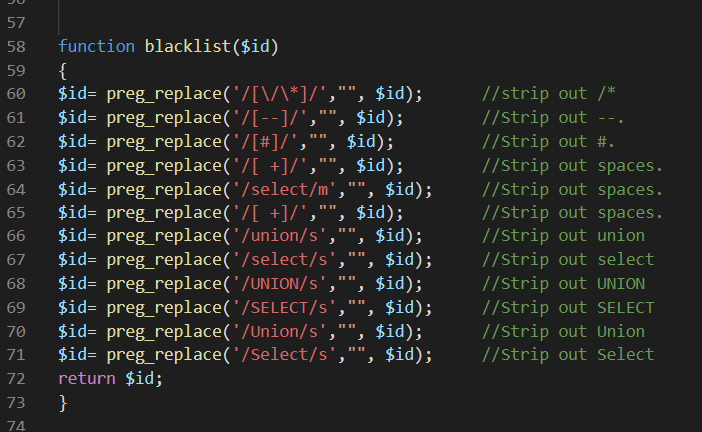 57
58 function blacklist($id)
59 {
60 $id= preg_replace('/[\/\*]/',"", $id); //strip out /*
61 $id= preg_replace('/[--]/',"", $id); //Strip out --.
62 $id= preg_replace('/[#]/',"", $id); //Strip out #.
63 $id= preg_replace('/[ +]/',"", $id); //Strip out spaces.
64 $id= preg_replace('/select/m',"", $id); //Strip out spaces.
65 $id= preg_replace('/[ +]/',"", $id); //Strip out spaces.
66 $id= preg_replace('/union/s',"", $id); //Strip out union
67 $id= preg_replace('/select/s',"", $id); //Strip out select
68 $id= preg_replace('/UNION/s',"", $id); //Strip out UNION
69 $id= preg_replace('/SELECT/s',"", $id); //Strip out SELECT
70 $id= preg_replace('/Union/s',"", $id); //Strip out Union
71 $id= preg_replace('/Select/s',"", $id); //Strip out Select
72 return $id;
73 }
74